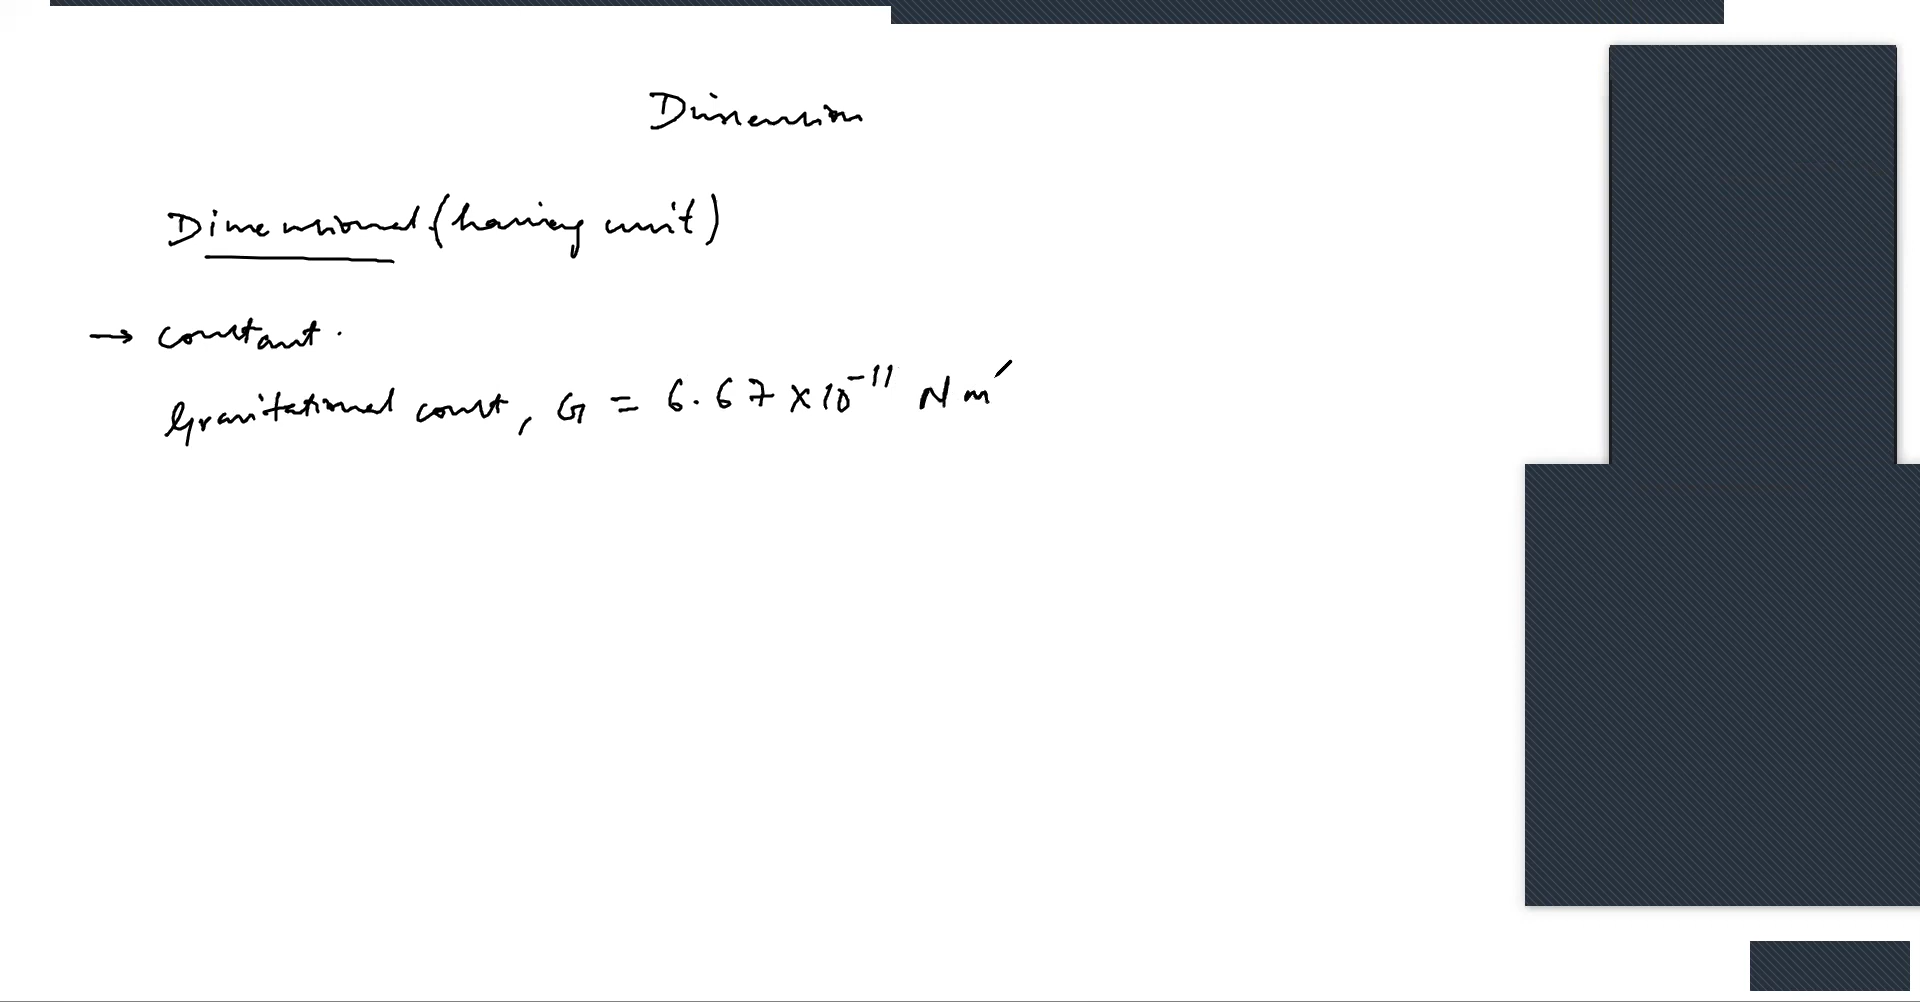 Dimension
Dimensional (having unit)
→ constant.
Gravitational const, G = 6.67 × 10⁻¹¹ N m